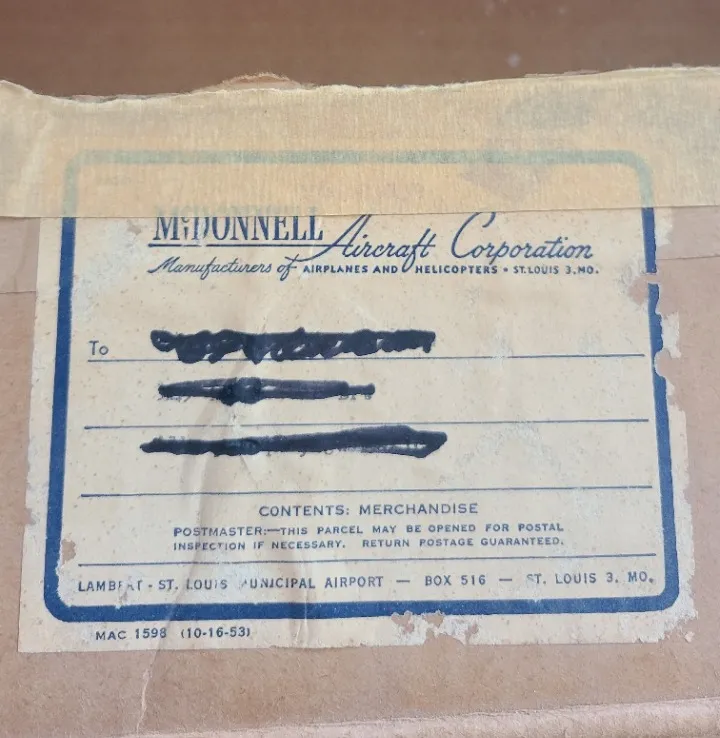 McDONNELL Aircraft Corporation
Manufacturers of AIRPLANES AND HELICOPTERS • ST. LOUIS 3, MO.
To
CONTENTS: MERCHANDISE
POSTMASTER:—THIS PARCEL MAY BE OPENED FOR POSTAL
INSPECTION IF NECESSARY. RETURN POSTAGE GUARANTEED.
LAMBERT - ST. LOUIS MUNICIPAL AIRPORT — BOX 516 — ST. LOUIS 3, MO.
MAC 1598 (10-16-53)